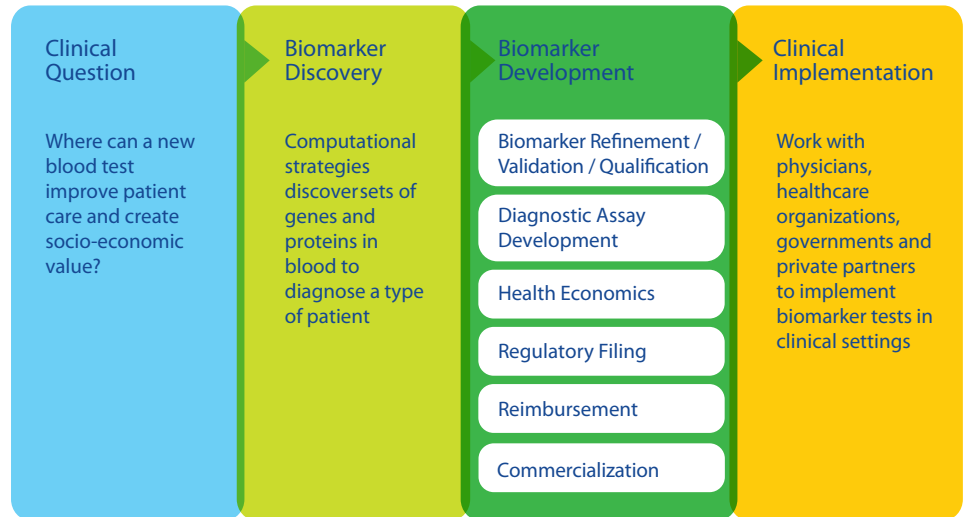 Clinical
Question
Where can a new
blood test
improve patient
care and create
socio-economic
value?
Biomarker
Discovery
Computational
strategies
discoversets of
genes and
proteins in
blood to
diagnose a type
of patient
Biomarker
Development
Biomarker Refinement /
Validation / Qualification
Diagnostic Assay
Development
Health Economics
Regulatory Filing
Reimbursement
Commercialization
Clinical
Implementation
Work with
physicians,
healthcare
organizations,
governments and
private partners
to implement
biomarker tests in
clinical settings